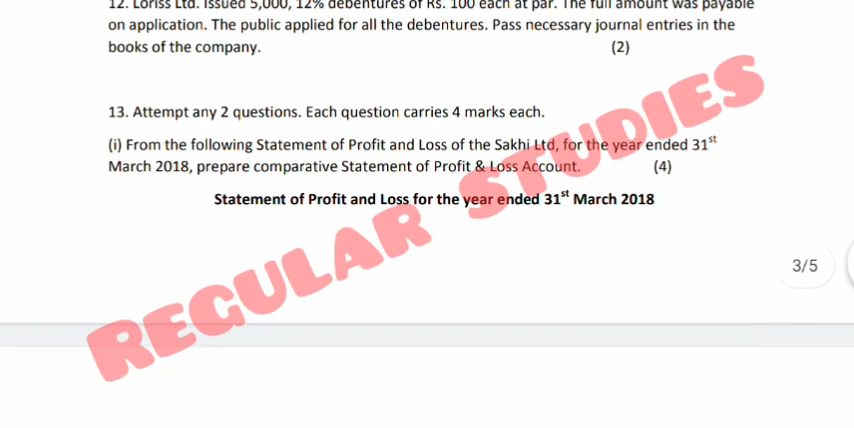 12. Loriss Ltd. Issued 5,000, 12% debentures of Rs. 100 each at par. The full amount was payable
on application. The public applied for all the debentures. Pass necessary journal entries in the
books of the company. (2)
13. Attempt any 2 questions. Each question carries 4 marks each.
(i) From the following Statement of Profit and Loss of the Sakhi Ltd, for the year ended 31st
March 2018, prepare comparative Statement of Profit & Loss Account. (4)
Statement of Profit and Loss for the year ended 31st March 2018
3/5
REGULAR STUDIES